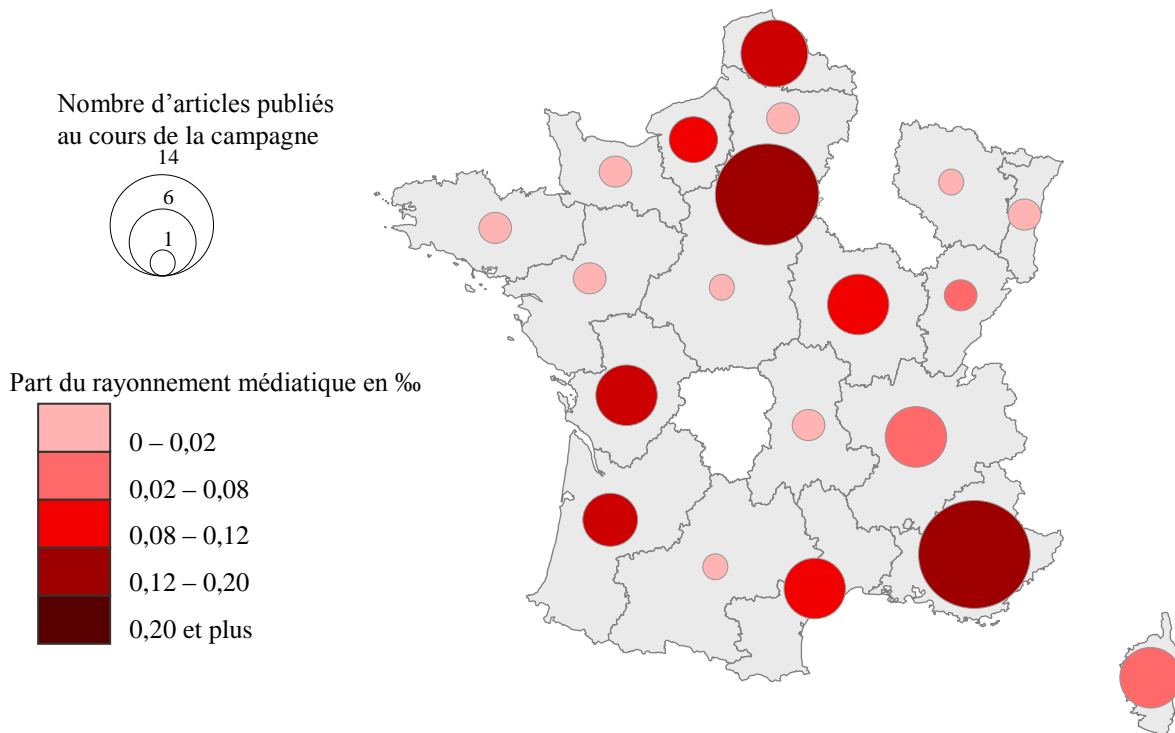 Nombre d’articles publiés
au cours de la campagne
14
6
1
Part du rayonnement médiatique en ‰
0 – 0,02
0,02 – 0,08
0,08 – 0,12
0,12 – 0,20
0,20 et plus